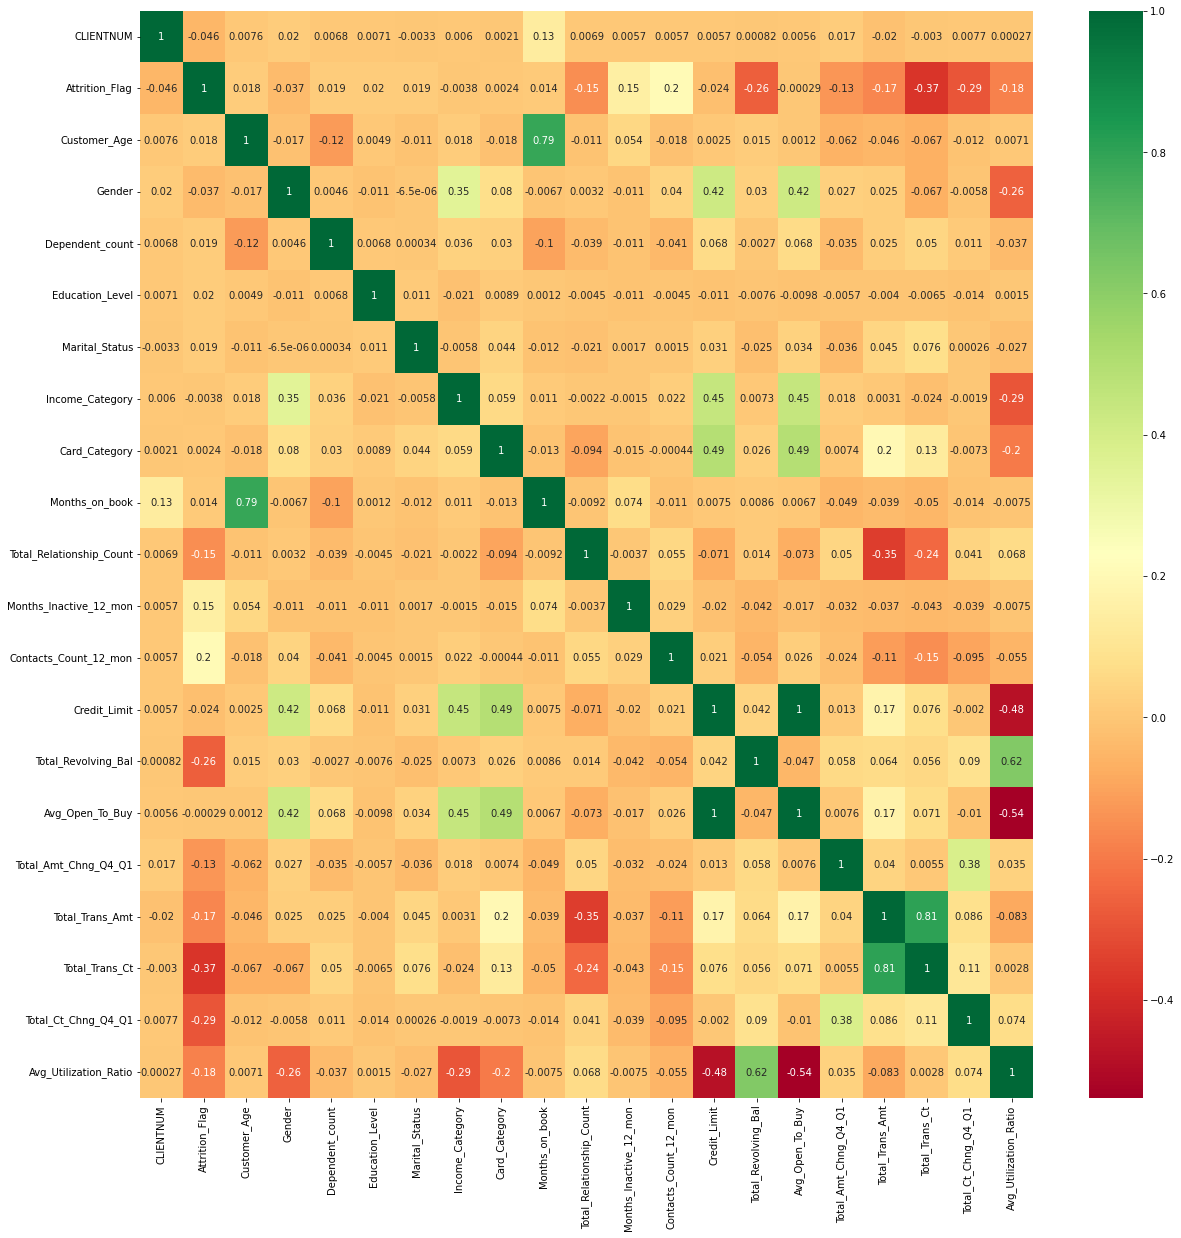 CLIENTNUM 1 -0.046 0.0076 0.02 0.0068 0.0071 -0.0033 0.006 0.0021 0.13 0.0069 0.0057 0.0057 0.0057 0.00082 0.0056 0.017 -0.02 -0.003 0.0077 0.00027
Attrition_Flag -0.046 1 0.018 -0.037 0.019 0.02 0.019 -0.0038 0.0024 0.014 -0.15 0.15 0.2 -0.024 -0.26 -0.00029 -0.13 -0.17 -0.37 -0.29 -0.18
Customer_Age 0.0076 0.018 1 -0.017 -0.12 0.0049 -0.011 0.018 -0.018 0.79 -0.011 0.054 -0.018 0.0025 0.015 0.0012 -0.062 -0.046 -0.067 -0.012 0.0071
Gender 0.02 -0.037 -0.017 1 0.0046 -0.011 -6.5e-06 0.35 0.08 -0.0067 0.0032 -0.011 0.04 0.42 0.03 0.42 0.027 0.025 -0.067 -0.0058 -0.26
Dependent_count 0.0068 0.019 -0.12 0.0046 1 0.0068 0.00034 0.036 0.03 -0.1 -0.039 -0.011 -0.041 0.068 -0.0027 0.068 -0.035 0.025 0.05 0.011 -0.037
Education_Level 0.0071 0.02 0.0049 -0.011 0.0068 1 0.011 -0.021 0.0089 0.0012 -0.0045 -0.011 -0.0045 -0.011 -0.0076 -0.0098 -0.0057 -0.004 -0.0065 -0.014 0.0015
Marital_Status -0.0033 0.019 -0.011 -6.5e-06 0.00034 0.011 1 -0.0058 0.044 -0.012 -0.021 0.0017 0.0015 0.031 -0.025 0.034 -0.036 0.045 0.076 0.00026 -0.027
Income_Category 0.006 -0.0038 0.018 0.35 0.036 -0.021 -0.0058 1 0.059 0.011 -0.0022 -0.0015 0.022 0.45 0.0073 0.45 0.018 0.0031 -0.024 -0.0019 -0.29
Card_Category 0.0021 0.0024 -0.018 0.08 0.03 0.0089 0.044 0.059 1 -0.013 -0.094 -0.015 -0.00044 0.49 0.026 0.49 0.0074 0.2 0.13 -0.0073 -0.2
Months_on_book 0.13 0.014 0.79 -0.0067 -0.1 0.0012 -0.012 0.011 -0.013 1 -0.0092 0.074 -0.011 0.0075 0.0086 0.0067 -0.049 -0.039 -0.05 -0.014 -0.0075
Total_Relationship_Count 0.0069 -0.15 -0.011 0.0032 -0.039 -0.0045 -0.021 -0.0022 -0.094 -0.0092 1 -0.0037 0.055 -0.071 0.014 -0.073 0.05 -0.35 -0.24 0.041 0.068
Months_Inactive_12_mon 0.0057 0.15 0.054 -0.011 -0.011 -0.011 0.0017 -0.0015 -0.015 0.074 -0.0037 1 0.029 -0.02 -0.042 -0.017 -0.032 -0.037 -0.043 -0.039 -0.0075
Contacts_Count_12_mon 0.0057 0.2 -0.018 0.04 -0.041 -0.0045 0.0015 0.022 -0.00044 -0.011 0.055 0.029 1 0.021 -0.054 0.026 -0.024 -0.11 -0.15 -0.095 -0.055
Credit_Limit 0.0057 -0.024 0.0025 0.42 0.068 -0.011 0.031 0.45 0.49 0.0075 -0.071 -0.02 0.021 1 0.042 1 0.013 0.17 0.076 -0.002 -0.48
Total_Revolving_Bal 0.00082 -0.26 0.015 0.03 -0.0027 -0.0076 -0.025 0.0073 0.026 0.0086 0.014 -0.042 -0.054 0.042 1 -0.047 0.058 0.064 0.056 0.09 0.62
Avg_Open_To_Buy 0.0056 -0.00029 0.0012 0.42 0.068 -0.0098 0.034 0.45 0.49 0.0067 -0.073 -0.017 0.026 1 -0.047 1 0.0076 0.17 0.071 -0.01 -0.54
Total_Amt_Chng_Q4_Q1 0.017 -0.13 -0.062 0.027 -0.035 -0.0057 -0.036 0.018 0.0074 -0.049 0.05 -0.032 -0.024 0.013 0.058 0.0076 1 0.04 0.0055 0.38 0.035
Total_Trans_Amt -0.02 -0.17 -0.046 0.025 0.025 -0.004 0.045 0.0031 0.2 -0.039 -0.35 -0.037 -0.11 0.17 0.064 0.17 0.04 1 0.81 0.086 -0.083
Total_Trans_Ct -0.003 -0.37 -0.067 -0.067 0.05 -0.0065 0.076 -0.024 0.13 -0.05 -0.24 -0.043 -0.15 0.076 0.056 0.071 0.0055 0.81 1 0.11 0.0028
Total_Ct_Chng_Q4_Q1 0.0077 -0.29 -0.012 -0.0058 0.011 -0.014 0.00026 -0.0019 -0.0073 -0.014 0.041 -0.039 -0.095 -0.002 0.09 -0.01 0.38 0.086 0.11 1 0.074
Avg_Utilization_Ratio 0.00027 -0.18 0.0071 -0.26 -0.037 0.0015 -0.027 -0.29 -0.2 -0.0075 0.068 -0.0075 -0.055 -0.48 0.62 -0.54 0.035 -0.083 0.0028 0.074 1
CLIENTNUM
Attrition_Flag
Customer_Age
Gender
Dependent_count
Education_Level
Marital_Status
Income_Category
Card_Category
Months_on_book
Total_Relationship_Count
Months_Inactive_12_mon
Contacts_Count_12_mon
Credit_Limit
Total_Revolving_Bal
Avg_Open_To_Buy
Total_Amt_Chng_Q4_Q1
Total_Trans_Amt
Total_Trans_Ct
Total_Ct_Chng_Q4_Q1
Avg_Utilization_Ratio
1.0
0.8
0.6
0.4
0.2
0.0
−0.2
−0.4